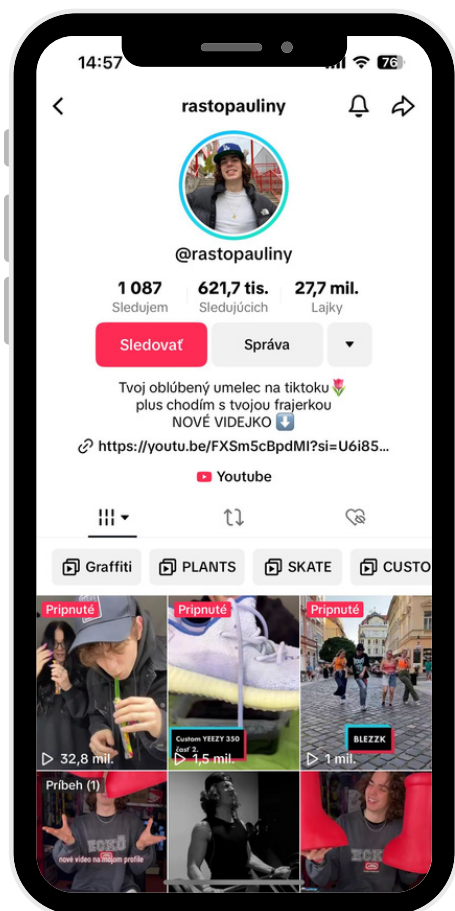 14:57
76
rastopauliny
@rastopauliny
1 087
621,7 tis.
27,7 mil.
Sledujem
Sledujúcich
Lajky
Sledovať
Správa
Tvoj oblúbený umelec na tiktoku
plus chodím s tvojou frajerkou
NOVÉ VIDEJKO
https://youtu.be/FXSm5cBpdMI?si=U6i85...
Youtube
Graffiti
PLANTS
SKATE
CUSTO
Pripnuté
Pripnuté
Pripnuté
Custom YEEZY 350
časť 2.
BLEZZK
32,8 mil.
1,5 mil.
1 mil.
Príbeh (1)
ECKŌ
nové video na mojom profile